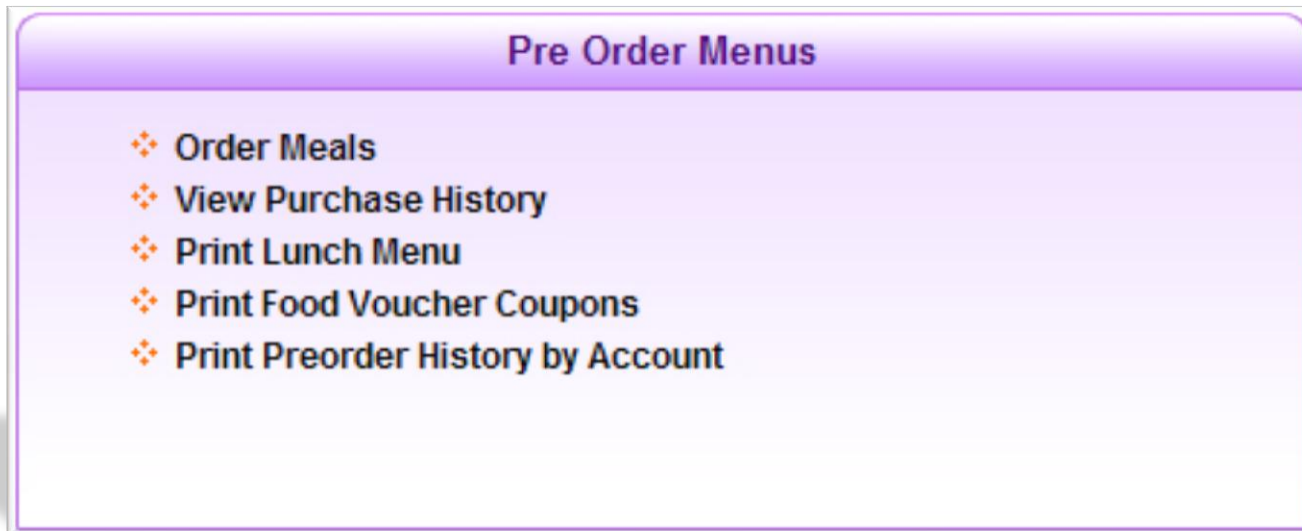 Pre Order Menus
Order Meals
View Purchase History
Print Lunch Menu
Print Food Voucher Coupons
Print Preorder History by Account